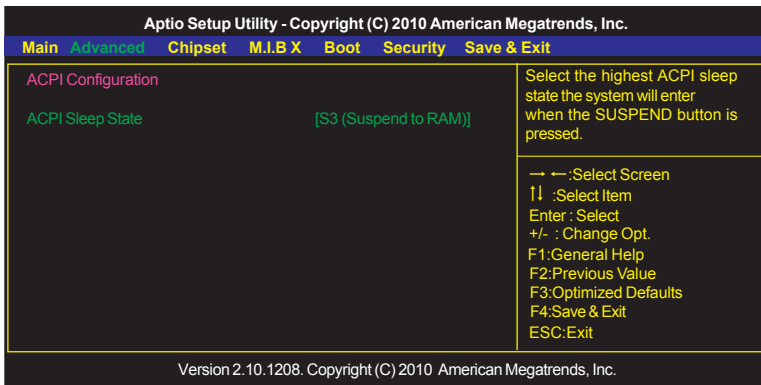 Aptio Setup Utility - Copyright (C) 2010 American Megatrends, Inc.
Main Advanced Chipset M.I.B X Boot Security Save & Exit
ACPI Configuration
ACPI Sleep State [S3 (Suspend to RAM)]
Select the highest ACPI sleep
state the system will enter
when the SUSPEND button is
pressed.
→ ←:Select Screen
↑↓ :Select Item
Enter : Select
+/- : Change Opt.
F1:General Help
F2:Previous Value
F3:Optimized Defaults
F4:Save & Exit
ESC:Exit
Version 2.10.1208. Copyright (C) 2010 American Megatrends, Inc.